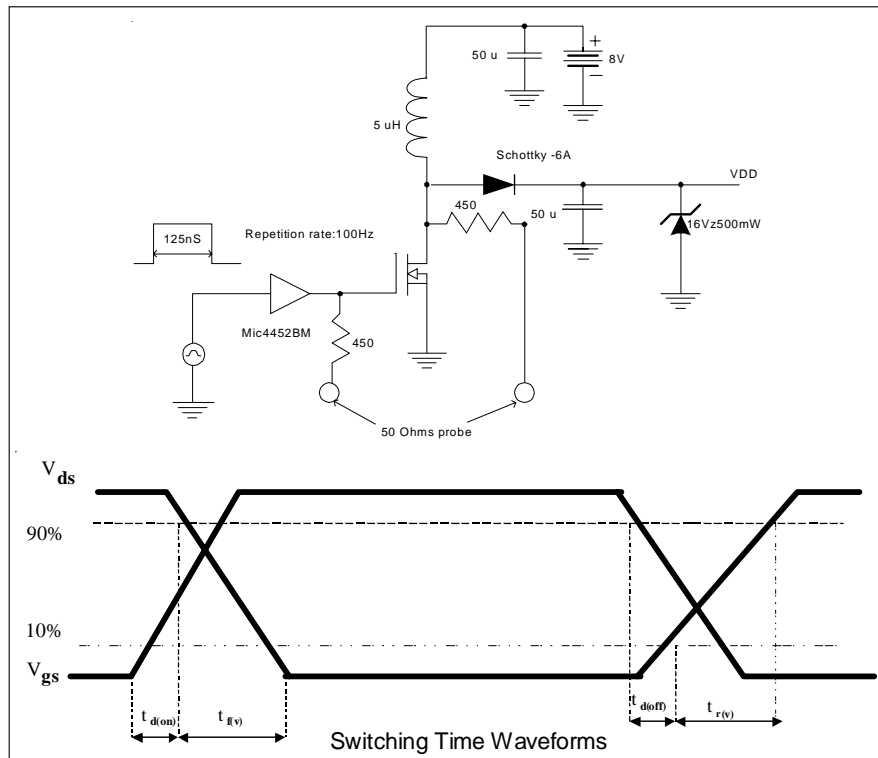 50 u
+
8V
–
5 uH
Schottky -6A
VDD
450
50 u
16Vz500mW
125nS
Repetition rate:100Hz
Mic4452BM
450
50 Ohms probe
Vds
90%
10%
Vgs
t d(on)
t f(v)
t d(off)
t r(v)
Switching Time Waveforms